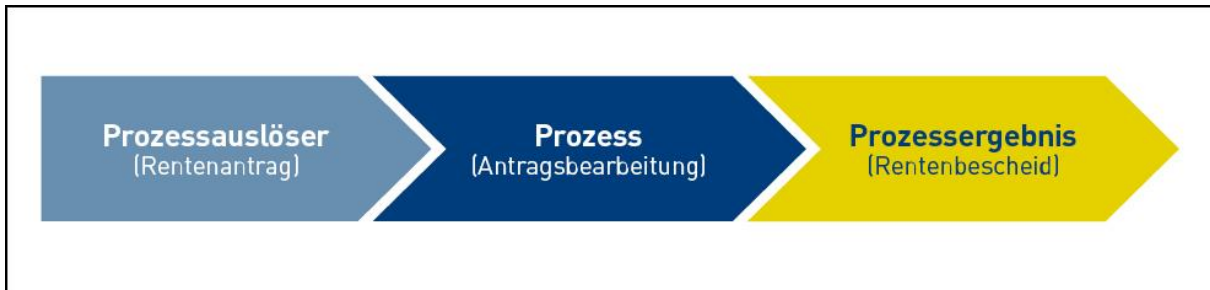 Prozessauslöser
(Rentenantrag)
Prozess
(Antragsbearbeitung)
Prozessergebnis
(Rentenbescheid)